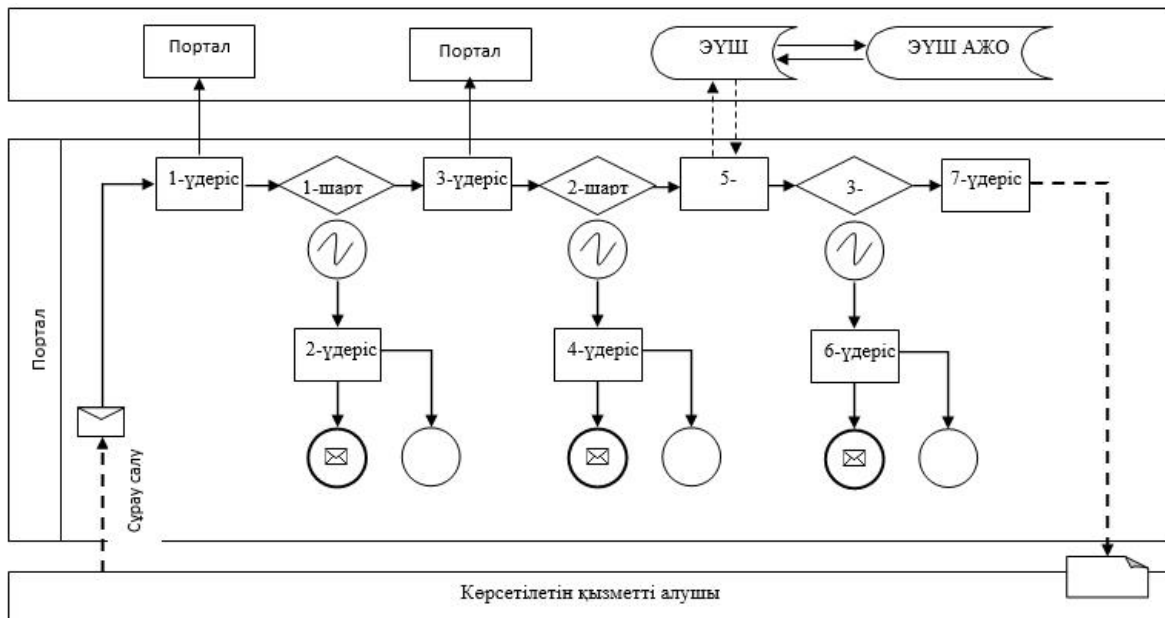 Портал
Портал
ЭҮШ
ЭҮШ АЖО
1-үдеріс
1-шарт
3-үдеріс
2-шарт
5-
3-
7-үдеріс
Портал
2-үдеріс
4-үдеріс
6-үдеріс
Сұрау салу
Көрсетілетін қызметті алушы